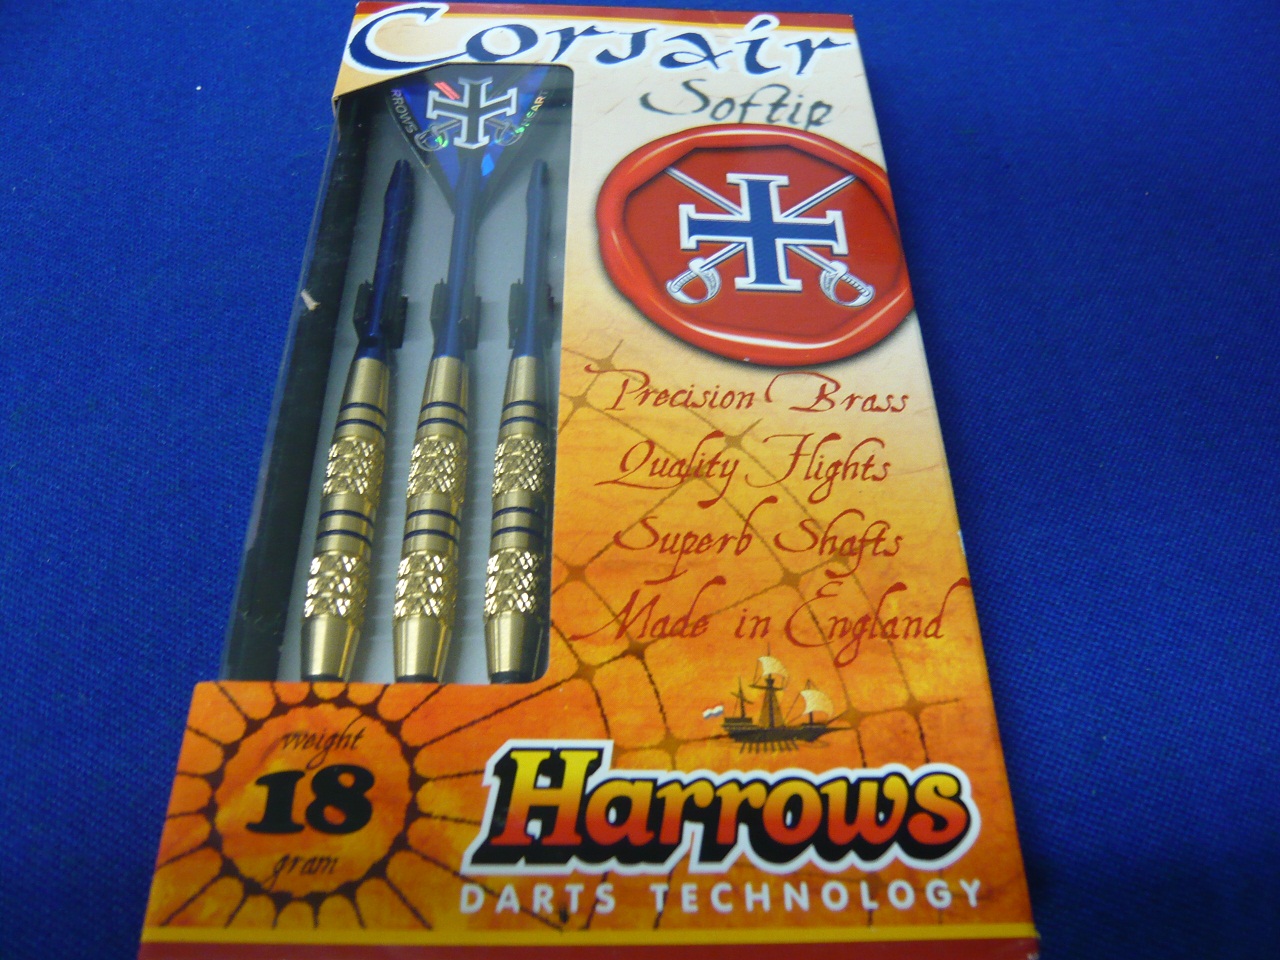 Corsair
Softip
Precision Brass
Quality Flights
Superb Shafts
Made in England
weight
18
gram
Harrows
DARTS TECHNOLOGY